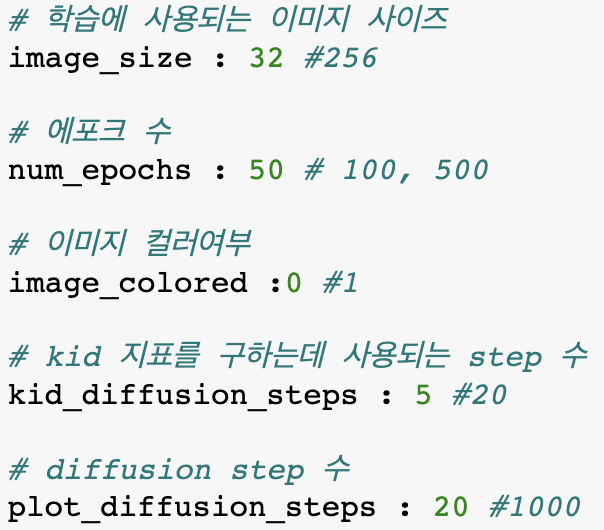 # 학습에 사용되는 이미지 사이즈
image_size : 32 #256
# 에포크 수
num_epochs : 50 # 100, 500
# 이미지 컬러여부
image_colored :0 #1
# kid 지표를 구하는데 사용되는 step 수
kid_diffusion_steps : 5 #20
# diffusion step 수
plot_diffusion_steps : 20 #1000